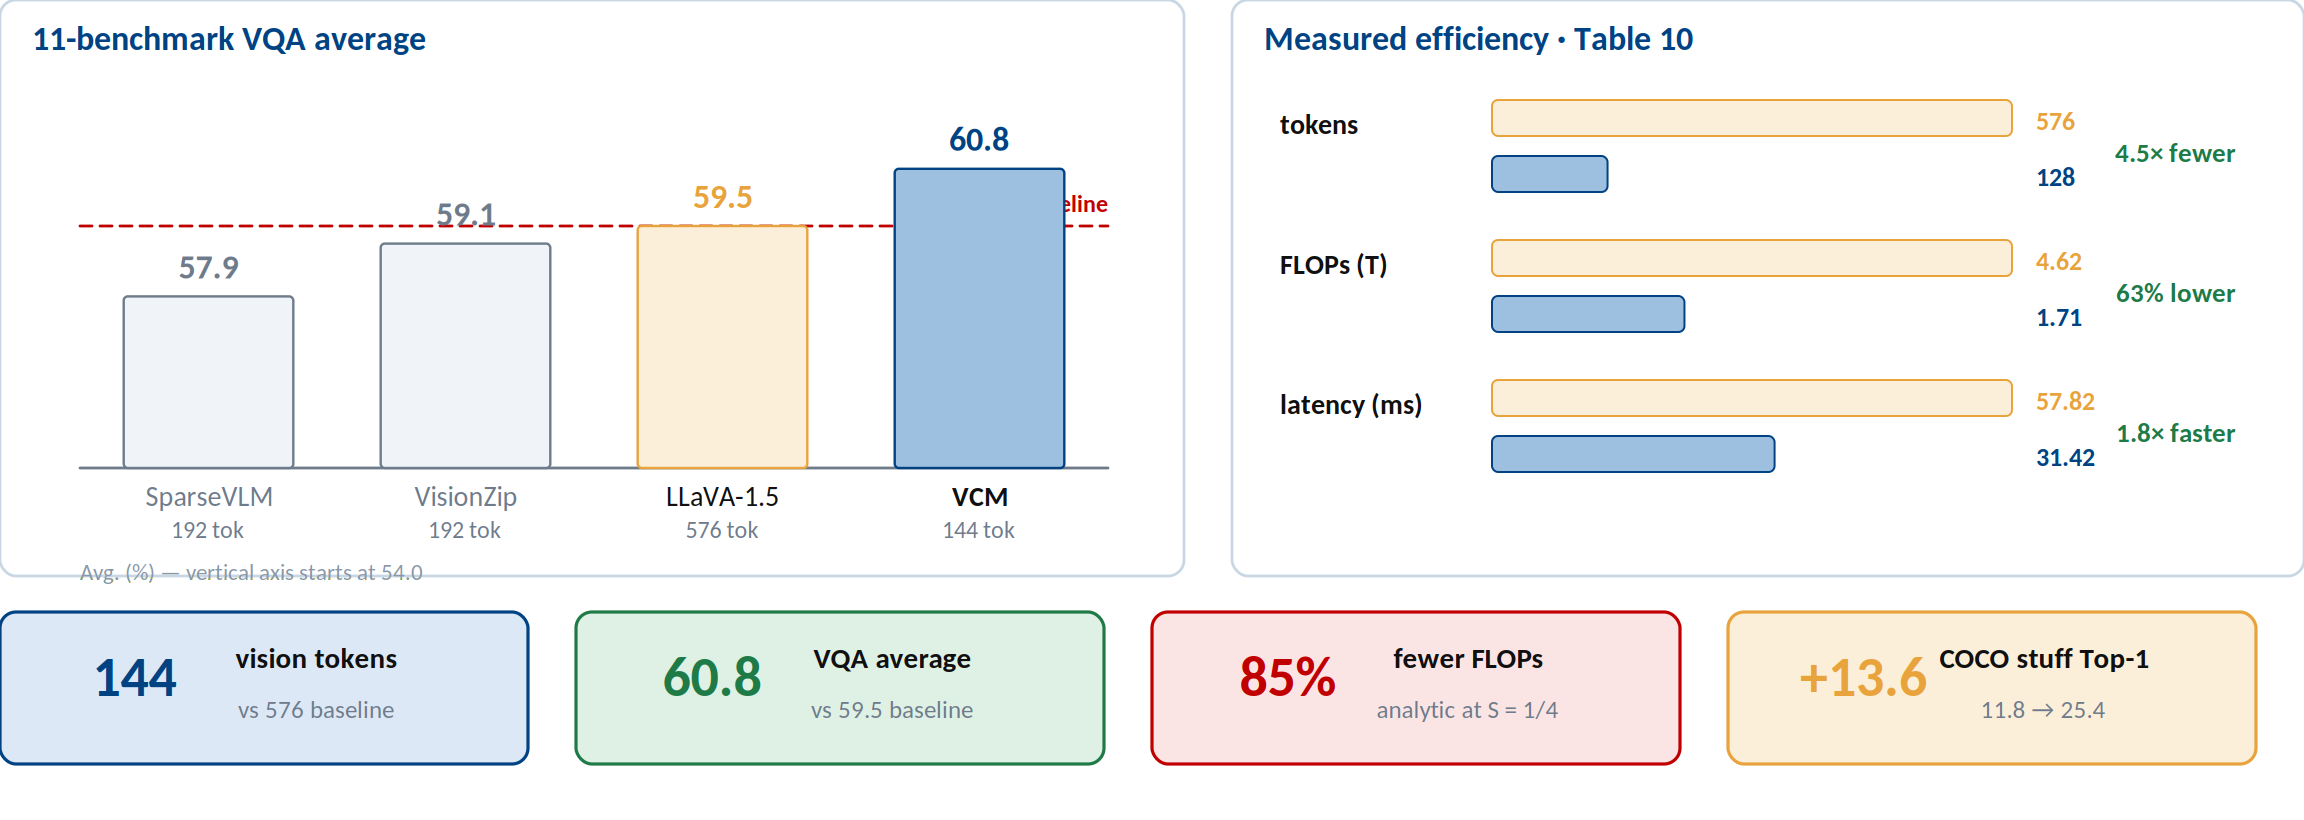 11-benchmark VQA average
60.8
59.5
59.1
57.9
eline
SparseVLM
VisionZip
LLaVA-1.5
VCM
192 tok
192 tok
576 tok
144 tok
Avg. (%) — vertical axis starts at 54.0
Measured efficiency · Table 10
tokens
576
128
4.5× fewer
FLOPs (T)
4.62
1.71
63% lower
latency (ms)
57.82
31.42
1.8× faster
144
vision tokens
vs 576 baseline
60.8
VQA average
vs 59.5 baseline
85%
fewer FLOPs
analytic at S = 1/4
+13.6
COCO stuff Top-1
11.8 → 25.4